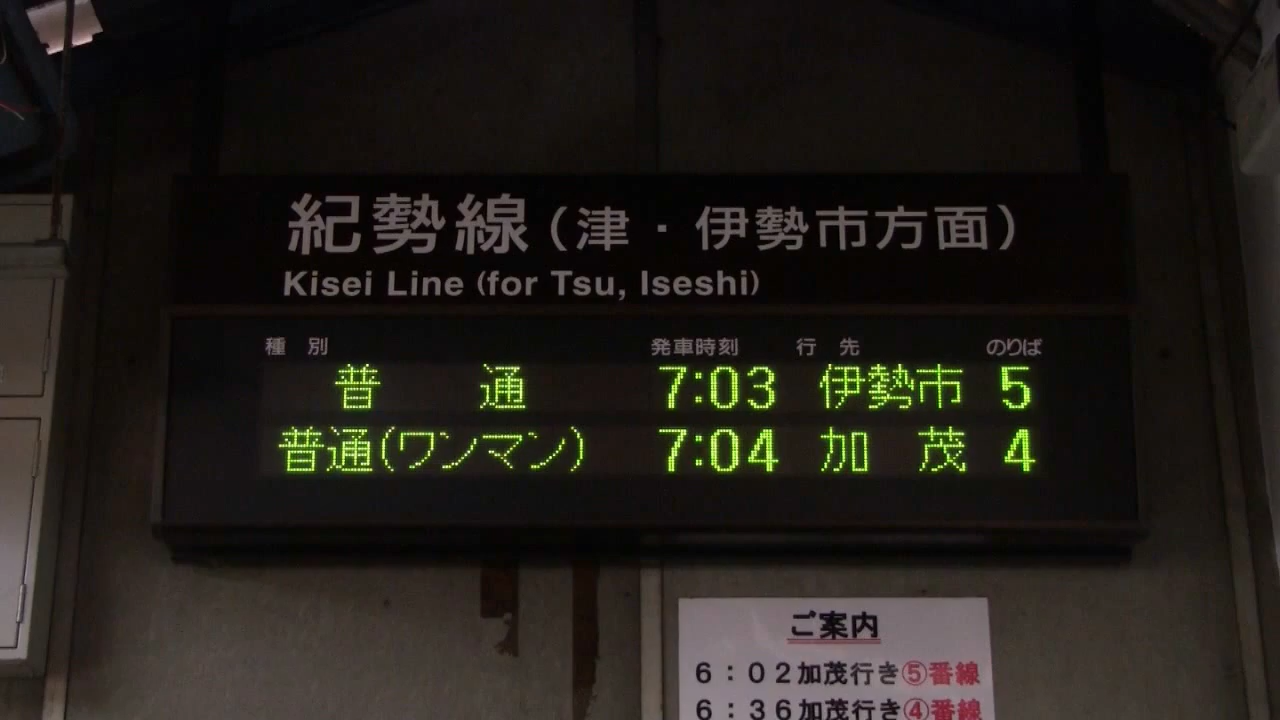 紀勢線（津・伊勢市方面）
Kisei Line (for Tsu, Iseshi)
種別 発車時刻 行先 のりば
普通 7:03 伊勢市 5
普通(ワンマン) 7:04 加茂 4
ご案内
６：０２加茂行き⑤番線
６：３６加茂行き④番線